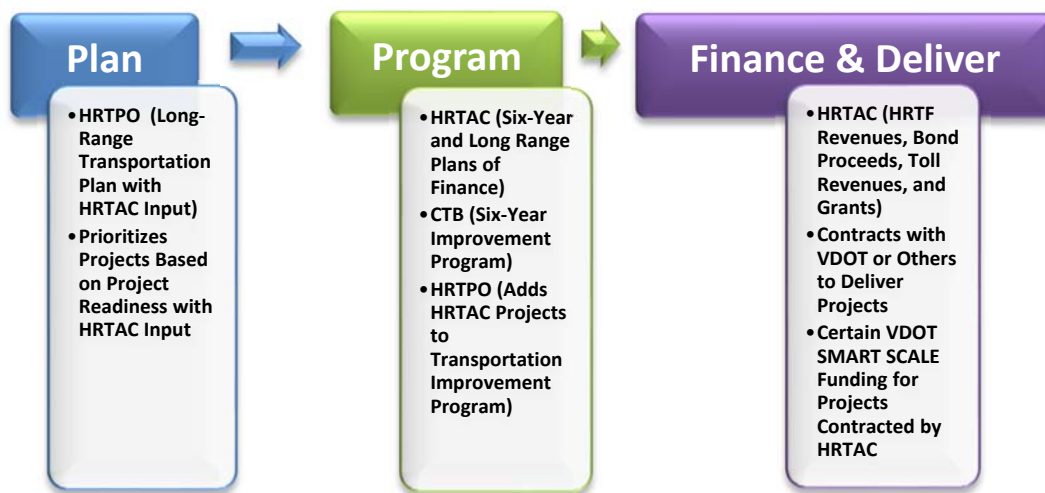 Plan
•HRTPO (Long-
Range
Transportation
Plan with
HRTAC Input)
•Prioritizes
Projects Based
on Project
Readiness with
HRTAC Input
Program
•HRTAC (Six-Year
and Long Range
Plans of
Finance)
•CTB (Six-Year
Improvement
Program)
•HRTPO (Adds
HRTAC Projects
to
Transportation
Improvement
Program)
Finance & Deliver
•HRTAC (HRTF
Revenues, Bond
Proceeds, Toll
Revenues, and
Grants)
•Contracts with
VDOT or Others
to Deliver
Projects
•Certain VDOT
SMART SCALE
Funding for
Projects
Contracted by
HRTAC